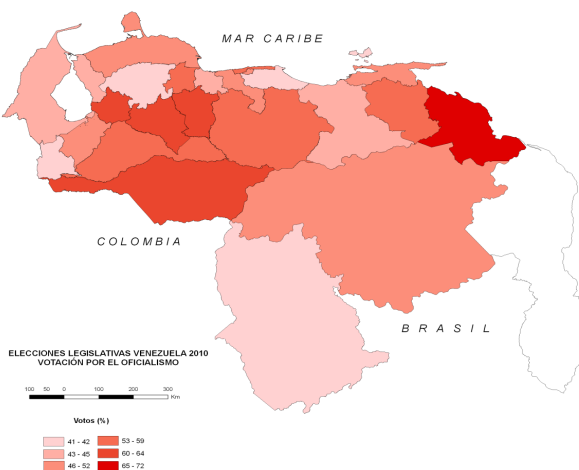 MAR CARIBE
COLOMBIA
BRASIL
ELECCIONES LEGISLATIVAS VENEZUELA 2010
VOTACIÓN POR EL OFICIALISMO
100 50 0 100 200 300
Km
Votos (%)
41 - 42 53 - 59
43 - 45 60 - 64
46 - 52 65 - 72